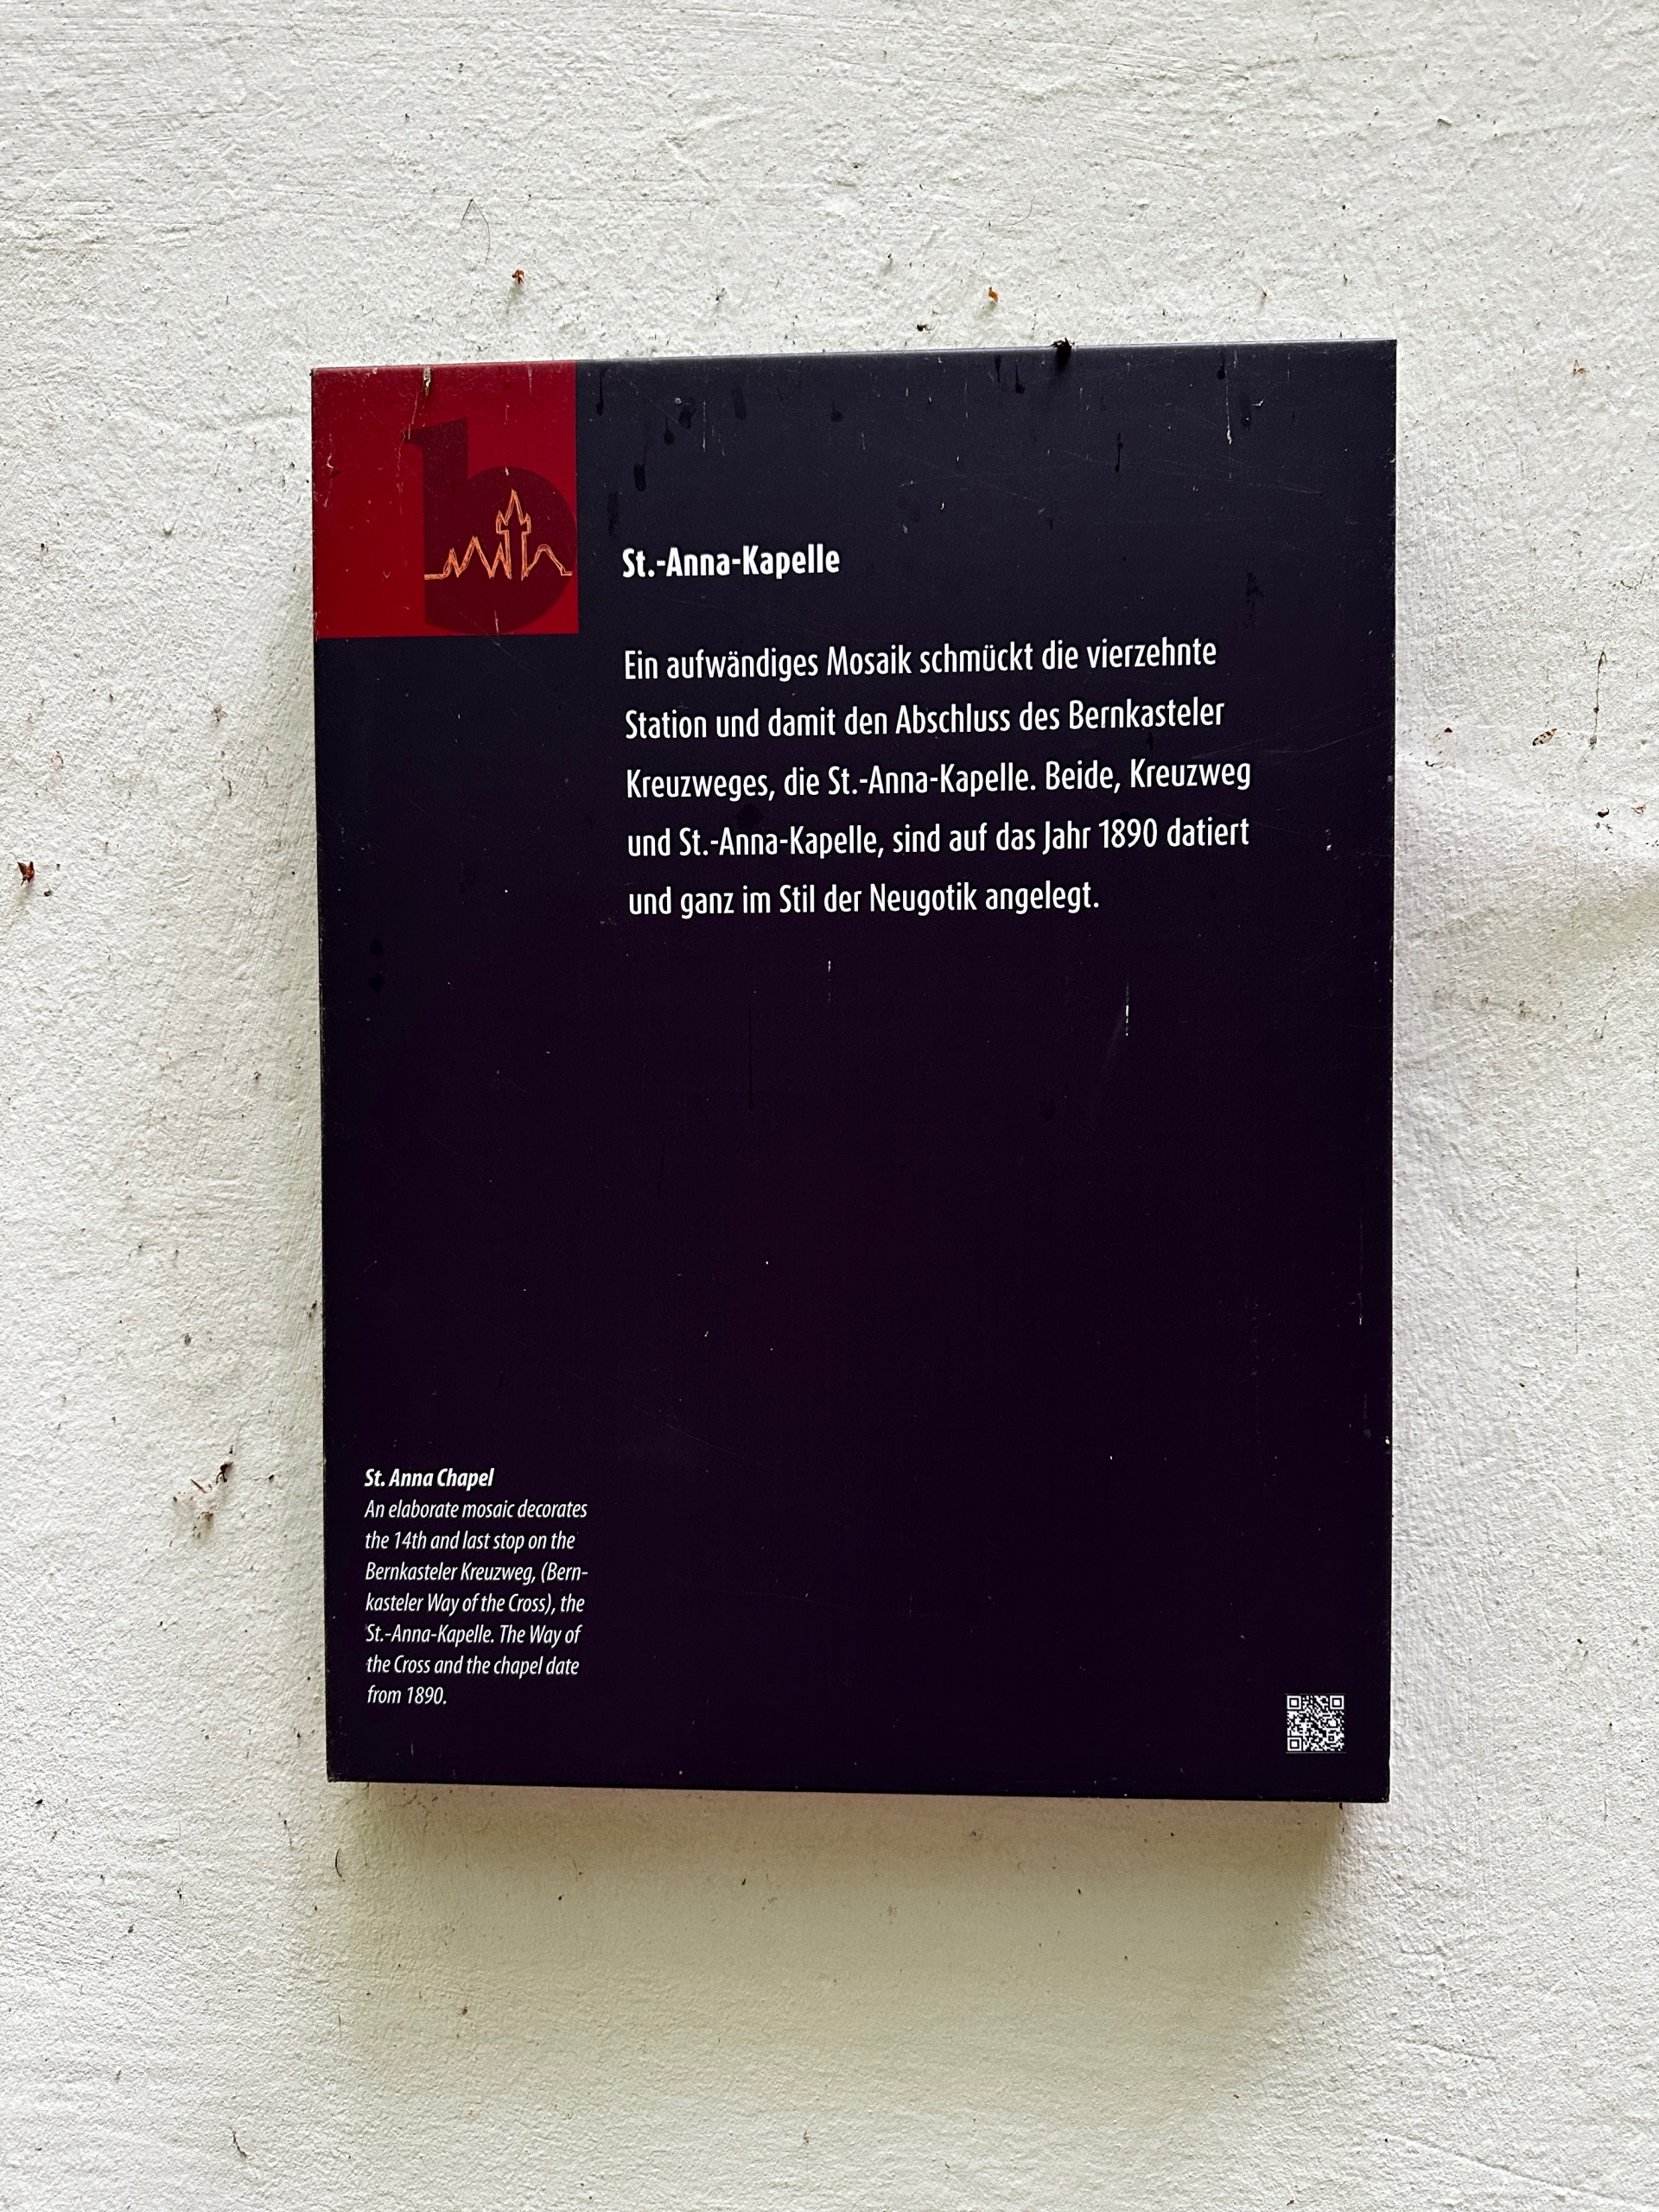 b
St.-Anna-Kapelle
Ein aufwändiges Mosaik schmückt die vierzehnte
Station und damit den Abschluss des Bernkasteler
Kreuzweges, die St.-Anna-Kapelle. Beide, Kreuzweg
und St.-Anna-Kapelle, sind auf das Jahr 1890 datiert
und ganz im Stil der Neugotik angelegt.
St. Anna Chapel
An elaborate mosaic decorates
the 14th and last stop on the
Bernkasteler Kreuzweg, (Bern-
kasteler Way of the Cross), the
St.-Anna-Kapelle. The Way of
the Cross and the chapel date
from 1890.